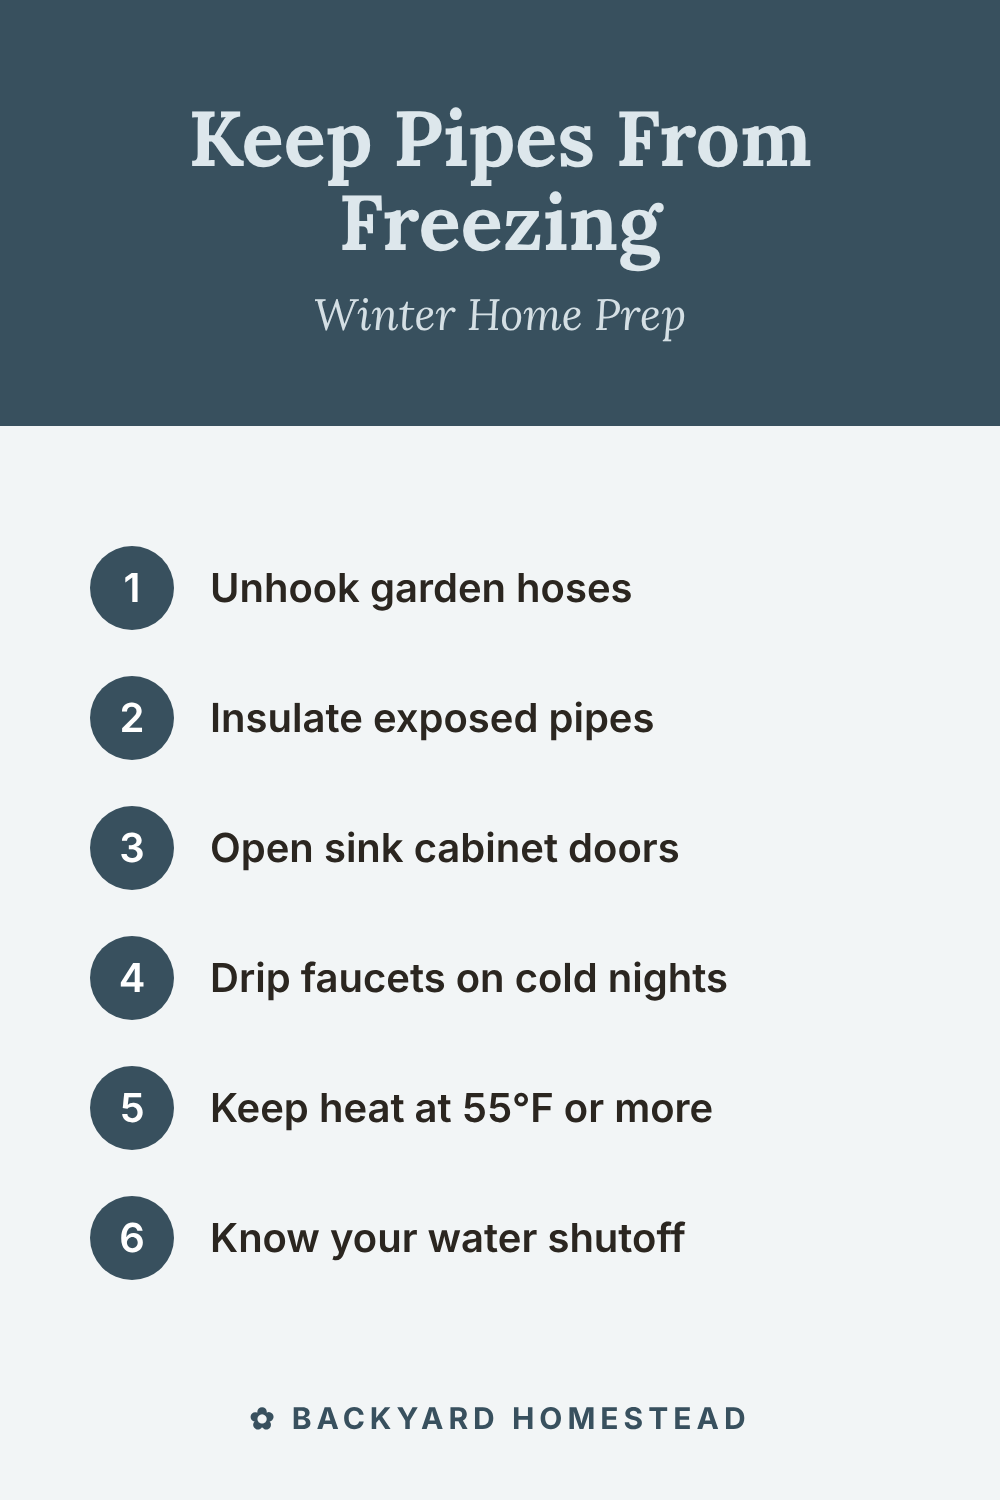 Keep Pipes From
Freezing
Winter Home Prep
1 Unhook garden hoses
2 Insulate exposed pipes
3 Open sink cabinet doors
4 Drip faucets on cold nights
5 Keep heat at 55°F or more
6 Know your water shutoff
✿ BACKYARD HOMESTEAD